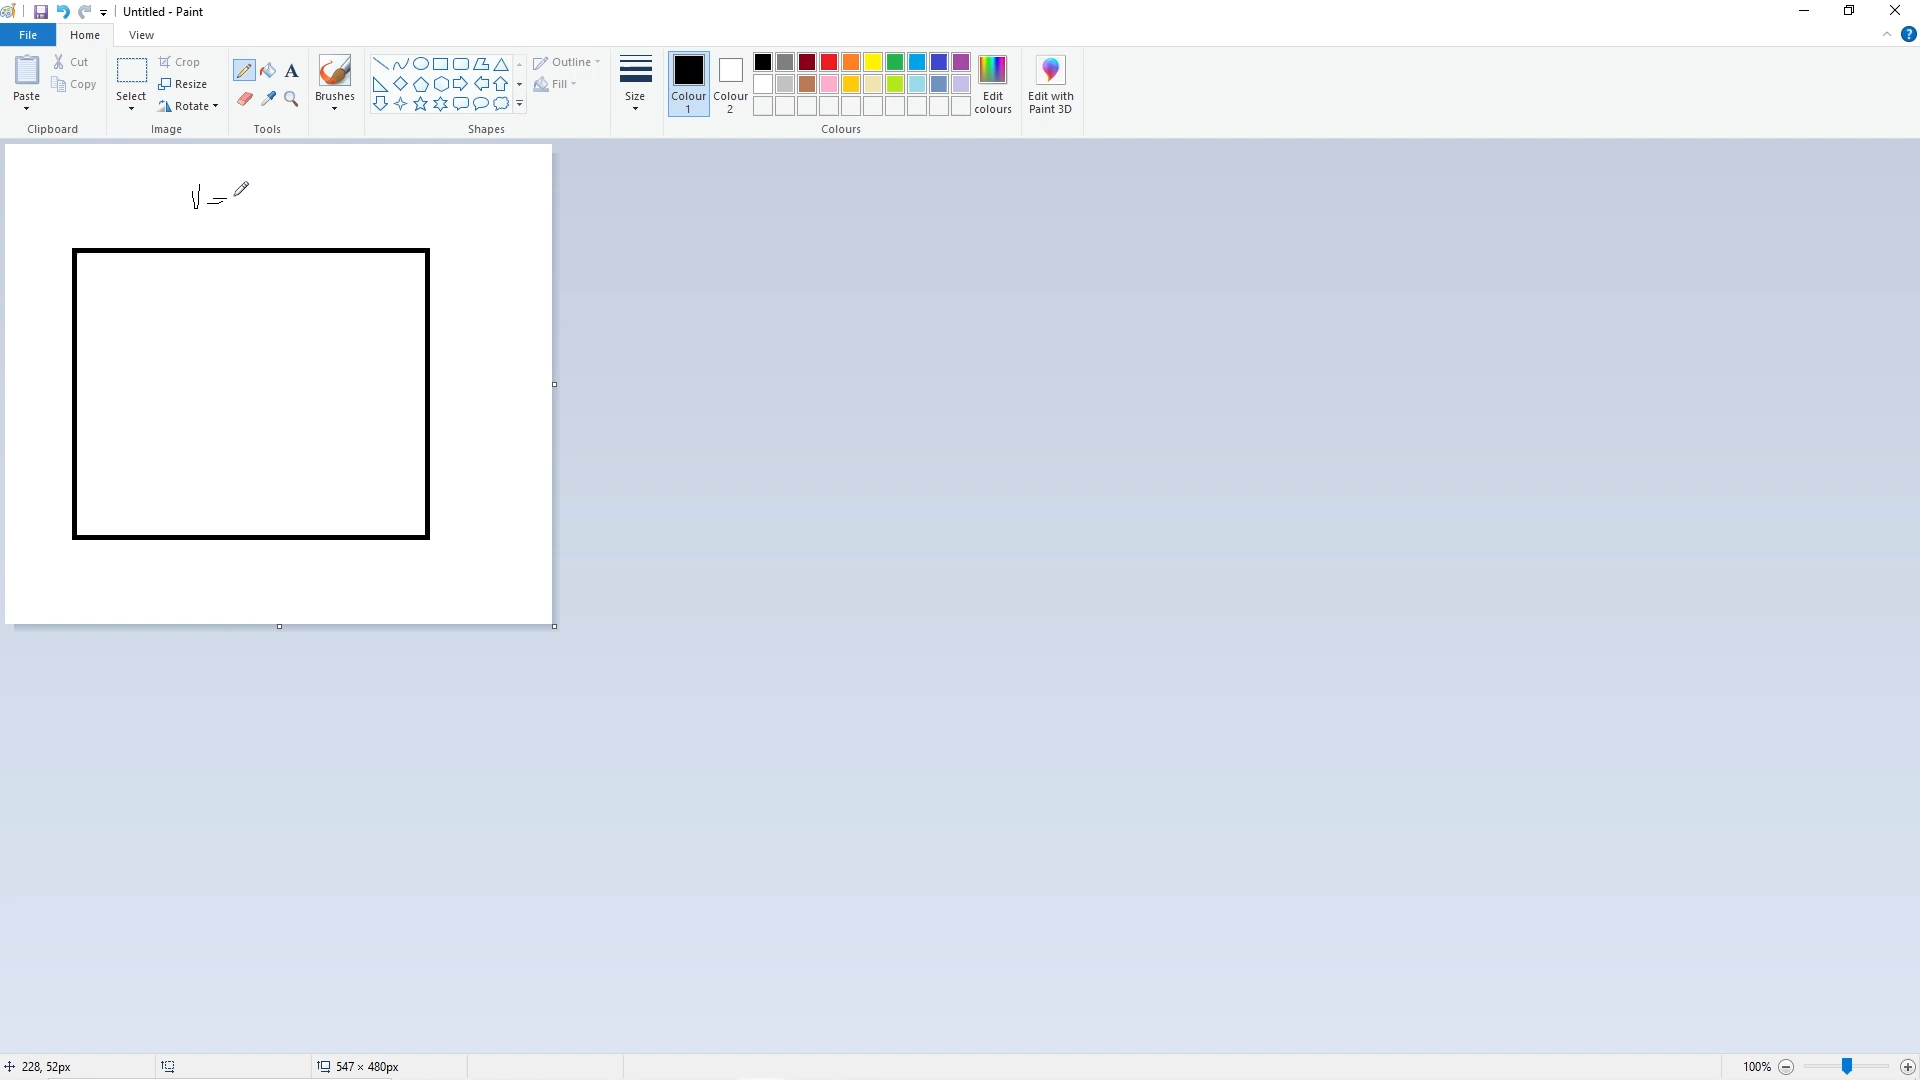 Untitled - Paint
File Home View
Paste
Cut
Copy
Clipboard
Select
Crop
Resize
Rotate
Image
Tools
Brushes
Shapes
Outline
Fill
Size
Colour 1
Colour 2
Edit colours
Colours
Edit with Paint 3D
V =
228, 52px
547 × 480px
100%